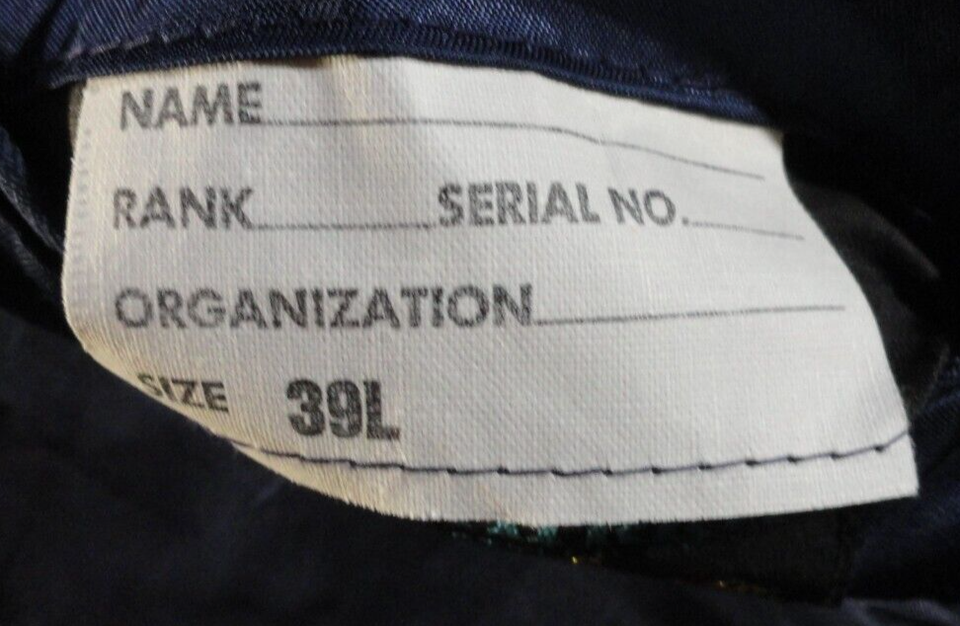 NAME
RANK SERIAL NO.
ORGANIZATION
SIZE 39L